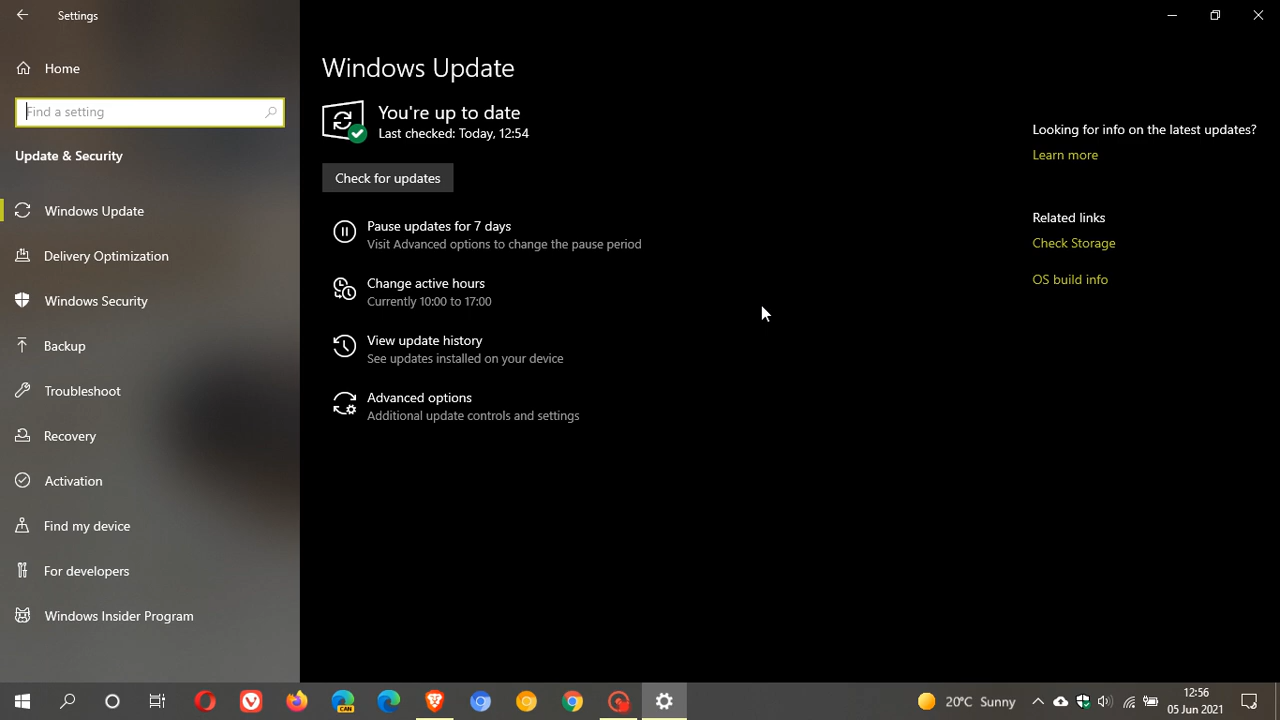 Settings
Home
Find a setting
Update & Security
Windows Update
Delivery Optimization
Windows Security
Backup
Troubleshoot
Recovery
Activation
Find my device
For developers
Windows Insider Program
Windows Update
You're up to date
Last checked: Today, 12:54
Check for updates
Pause updates for 7 days
Visit Advanced options to change the pause period
Change active hours
Currently 10:00 to 17:00
View update history
See updates installed on your device
Advanced options
Additional update controls and settings
Looking for info on the latest updates?
Learn more
Related links
Check Storage
OS build info
CAN
20°C Sunny
12:56
05 Jun 2021